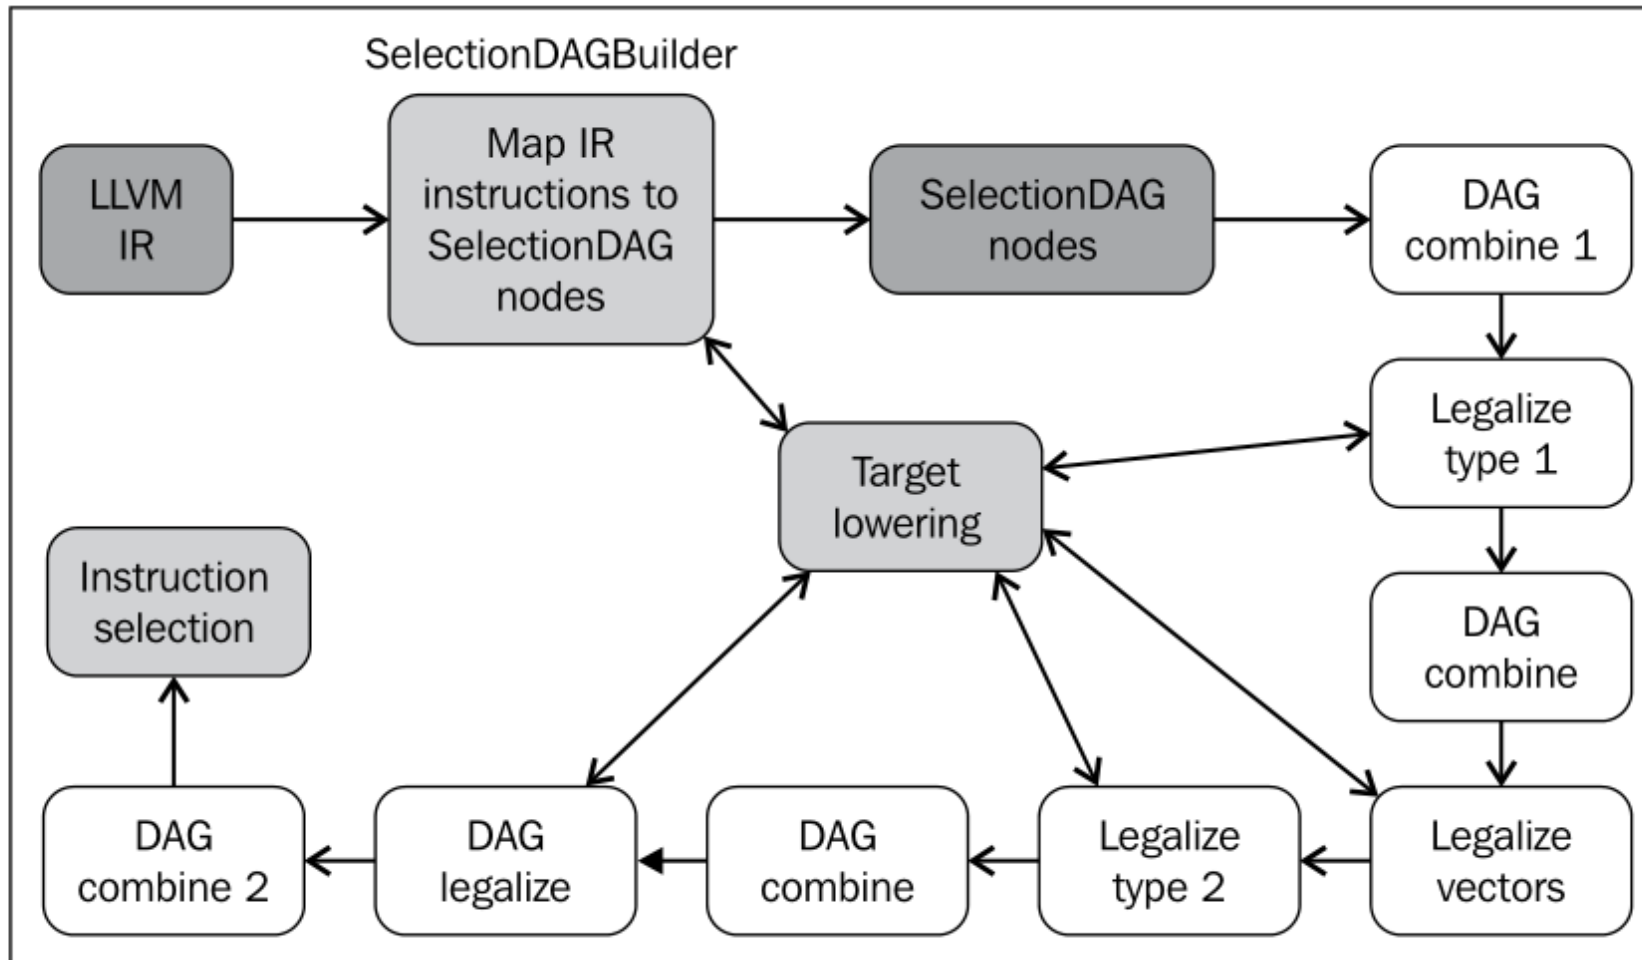 SelectionDAGBuilder
LLVM
IR
Map IR
instructions to
SelectionDAG
nodes
SelectionDAG
nodes
DAG
combine 1
Legalize
type 1
Target
lowering
Instruction
selection
DAG
combine
DAG
combine 2
DAG
legalize
DAG
combine
Legalize
type 2
Legalize
vectors